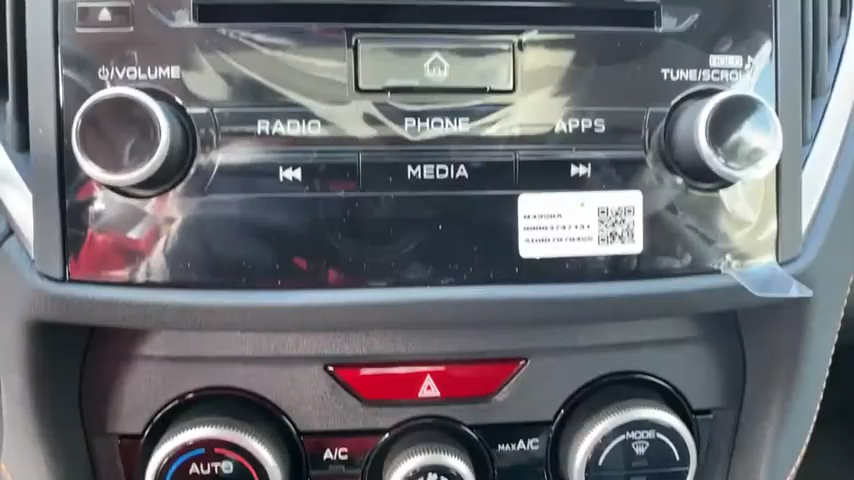 VOLUME
TUNE/SCROLL
RADIO
PHONE
APPS
MEDIA
A/C
MAX A/C
MODE
AUTO